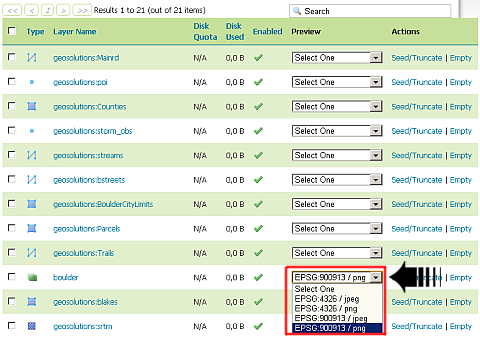 << < 1 > >> Results 1 to 21 (out of 21 items) Search
Type Layer Name Disk Quota Disk Used Enabled Preview Actions
geosolutions:Mainrd N/A 0,0 B Select One Seed/Truncate | Empty
geosolutions:poi N/A 0,0 B Select One Seed/Truncate | Empty
geosolutions:Counties N/A 0,0 B Select One Seed/Truncate | Empty
geosolutions:storm_obs N/A 0,0 B Select One Seed/Truncate | Empty
geosolutions:streams N/A 0,0 B Select One Seed/Truncate | Empty
geosolutions:bstreets N/A 0,0 B Select One Seed/Truncate | Empty
geosolutions:BoulderCityLimits N/A 0,0 B Select One Seed/Truncate | Empty
geosolutions:Parcels N/A 0,0 B Select One Seed/Truncate | Empty
geosolutions:Trails N/A 0,0 B Select One Seed/Truncate | Empty
boulder N/A 0,0 B EPSG:900913 / png Seed/Truncate | Empty
Select One
EPSG:4326 / jpeg
geosolutions:blakes N/A 0,0 B EPSG:4326 / png Seed/Truncate | Empty
EPSG:900913 / jpeg
geosolutions:srtm N/A 0,0 B EPSG:900913 / png Seed/Truncate | Empty